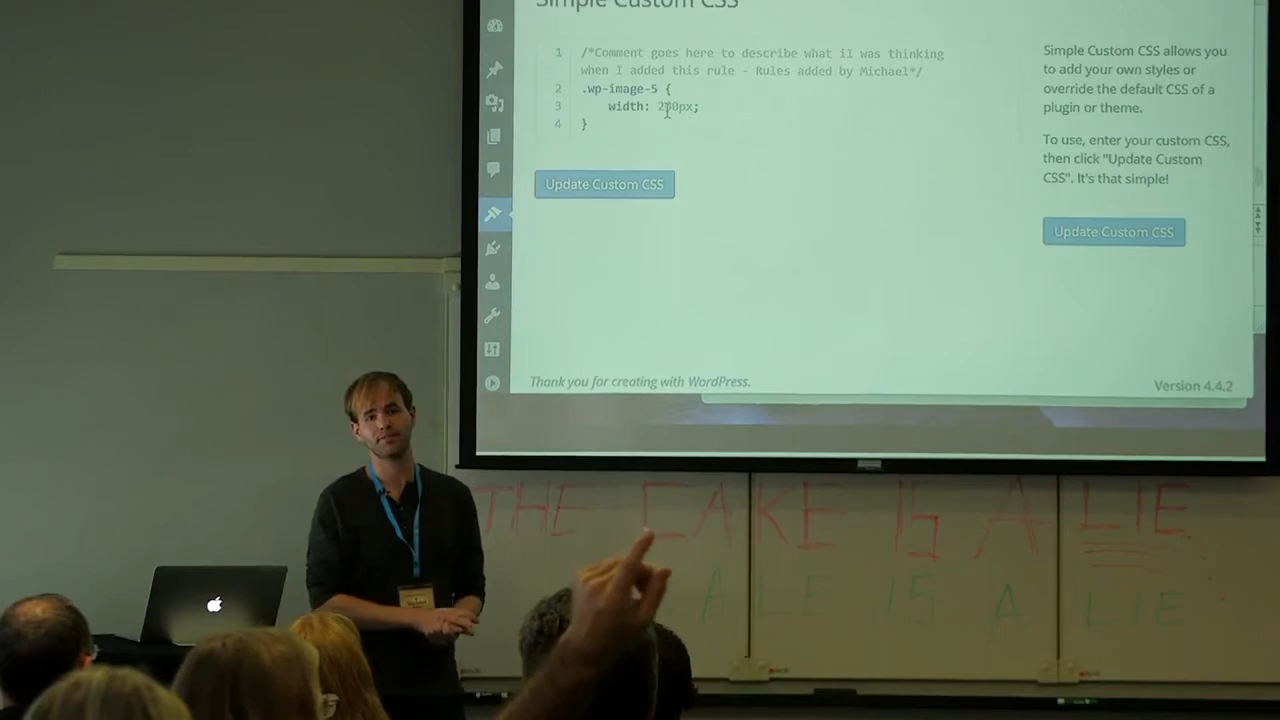 Simple Custom CSS
1 /*Comment goes here to describe what iI was thinking
when I added this rule - Rules added by Michael*/
2 .wp-image-5 {
3 width: 200px;
4 }
Update Custom CSS
Simple Custom CSS allows you
to add your own styles or
override the default CSS of a
plugin or theme.
To use, enter your custom CSS,
then click "Update Custom
CSS". It's that simple!
Update Custom CSS
Thank you for creating with WordPress.
Version 4.4.2
THE CAKE IS A LIE
ALE IS A LIE